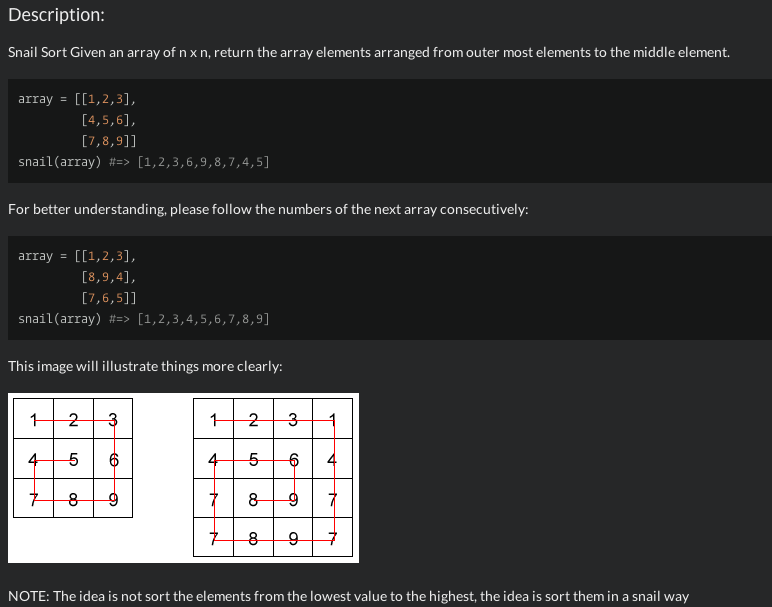 Description:
Snail Sort Given an array of n x n, return the array elements arranged from outer most elements to the middle element.
array = [[1,2,3],
[4,5,6],
[7,8,9]]
snail(array) #=> [1,2,3,6,9,8,7,4,5]
For better understanding, please follow the numbers of the next array consecutively:
array = [[1,2,3],
[8,9,4],
[7,6,5]]
snail(array) #=> [1,2,3,4,5,6,7,8,9]
This image will illustrate things more clearly:
1 2 3
4 5 6
7 8 9
1 2 3 1
4 5 6 4
7 8 9 7
7 8 9 7
NOTE: The idea is not sort the elements from the lowest value to the highest, the idea is sort them in a snail way